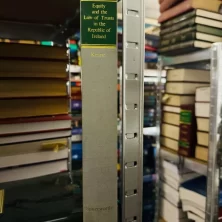 Equity
and the
Law of Trusts
in the
Republic of
Ireland